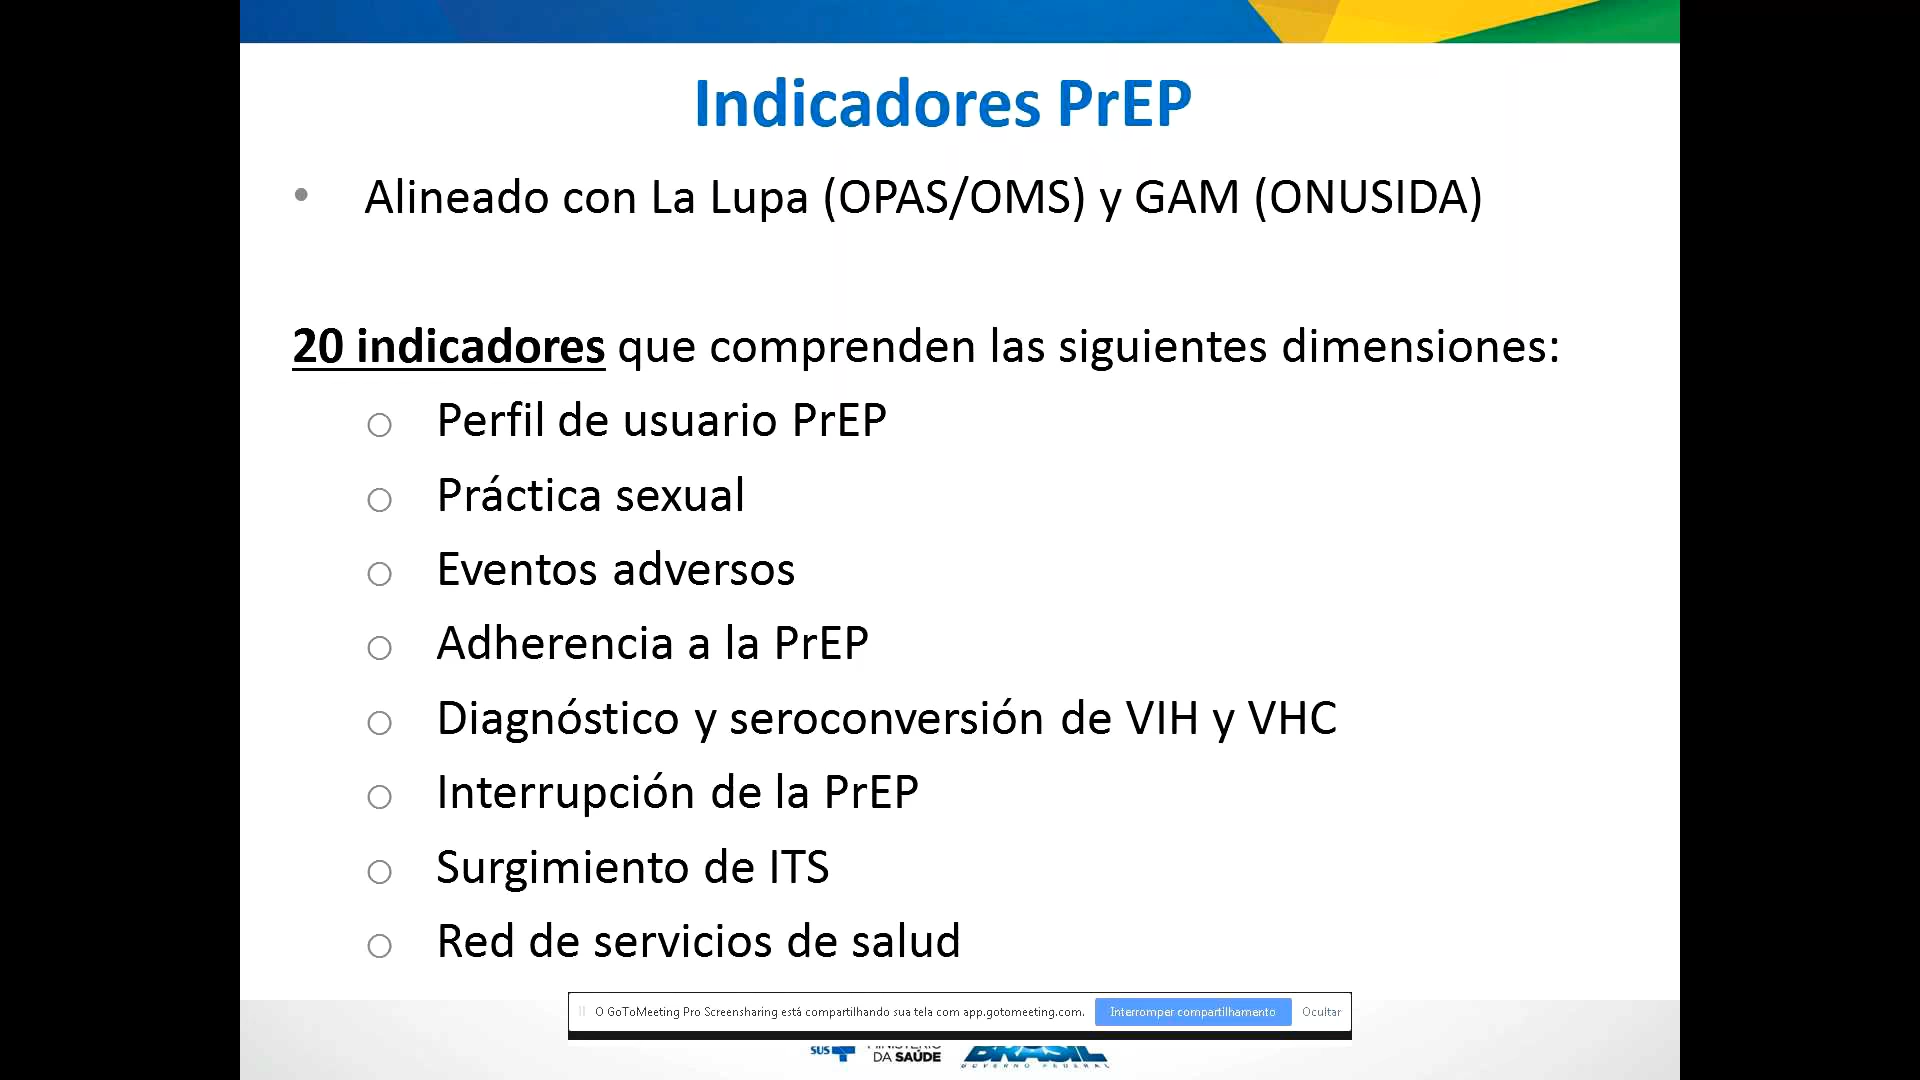 Indicadores PrEP
• Alineado con La Lupa (OPAS/OMS) y GAM (ONUSIDA)
20 indicadores que comprenden las siguientes dimensiones:
o Perfil de usuario PrEP
o Práctica sexual
o Eventos adversos
o Adherencia a la PrEP
o Diagnóstico y seroconversión de VIH y VHC
o Interrupción de la PrEP
o Surgimiento de ITS
o Red de servicios de salud
O GoToMeeting Pro Screensharing está compartilhando sua tela com app.gotomeeting.com. Interromper compartilhamento Ocultar
SUS MINISTÉRIO DA SAÚDE BRASIL
GOVERNO FEDERAL